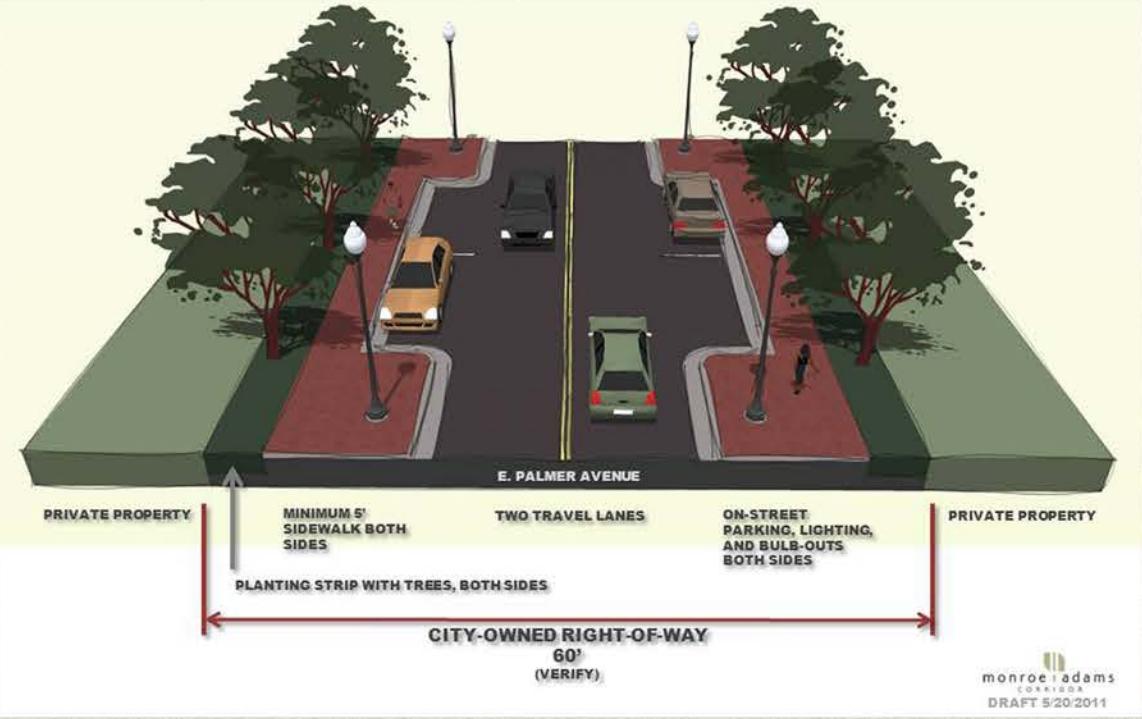 E. PALMER AVENUE
PRIVATE PROPERTY
MINIMUM 5'
SIDEWALK BOTH
SIDES
TWO TRAVEL LANES
ON-STREET
PARKING, LIGHTING,
AND BULB-OUTS
BOTH SIDES
PRIVATE PROPERTY
PLANTING STRIP WITH TREES, BOTH SIDES
CITY-OWNED RIGHT-OF-WAY
60'
(VERIFY)
monroe adams
CORRIDOR
DRAFT 5/20/2011